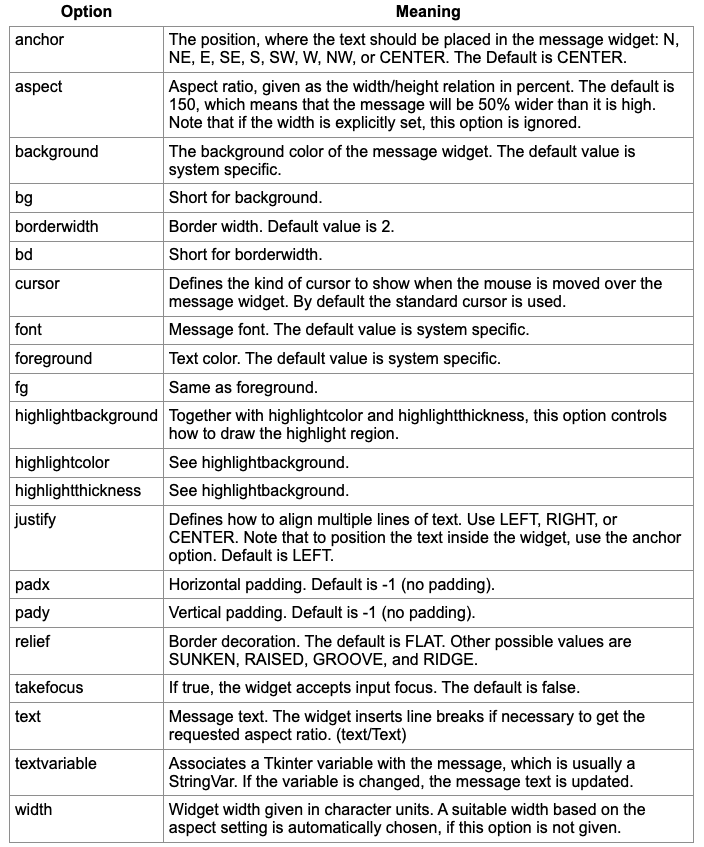 Option Meaning
anchor The position, where the text should be placed in the message widget: N,
NE, E, SE, S, SW, W, NW, or CENTER. The Default is CENTER.
aspect Aspect ratio, given as the width/height relation in percent. The default is
150, which means that the message will be 50% wider than it is high.
Note that if the width is explicitly set, this option is ignored.
background The background color of the message widget. The default value is
system specific.
bg Short for background.
borderwidth Border width. Default value is 2.
bd Short for borderwidth.
cursor Defines the kind of cursor to show when the mouse is moved over the
message widget. By default the standard cursor is used.
font Message font. The default value is system specific.
foreground Text color. The default value is system specific.
fg Same as foreground.
highlightbackground Together with highlightcolor and highlightthickness, this option controls
how to draw the highlight region.
highlightcolor See highlightbackground.
highlightthickness See highlightbackground.
justify Defines how to align multiple lines of text. Use LEFT, RIGHT, or
CENTER. Note that to position the text inside the widget, use the anchor
option. Default is LEFT.
padx Horizontal padding. Default is -1 (no padding).
pady Vertical padding. Default is -1 (no padding).
relief Border decoration. The default is FLAT. Other possible values are
SUNKEN, RAISED, GROOVE, and RIDGE.
takefocus If true, the widget accepts input focus. The default is false.
text Message text. The widget inserts line breaks if necessary to get the
requested aspect ratio. (text/Text)
textvariable Associates a Tkinter variable with the message, which is usually a
StringVar. If the variable is changed, the message text is updated.
width Widget width given in character units. A suitable width based on the
aspect setting is automatically chosen, if this option is not given.